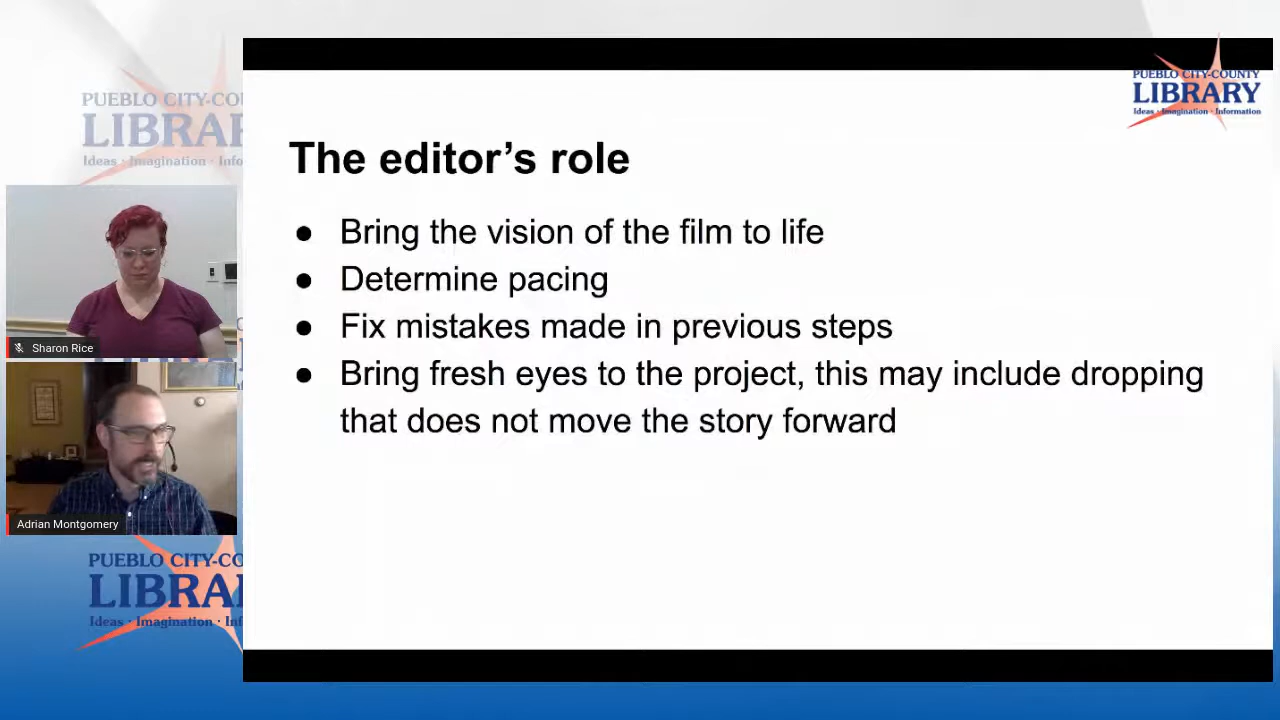 PUEBLO CITY-COUNTY
LIBRARY
Ideas · Imagination · Information
PUEBLO CITY-COU
LIBRA
Ideas · Imagination · Info
The editor's role
● Bring the vision of the film to life
● Determine pacing
● Fix mistakes made in previous steps
● Bring fresh eyes to the project, this may include dropping
that does not move the story forward
Sharon Rice
Adrian Montgomery
PUEBLO CITY-CO
LIBRA
Ideas · Imagination · Inf